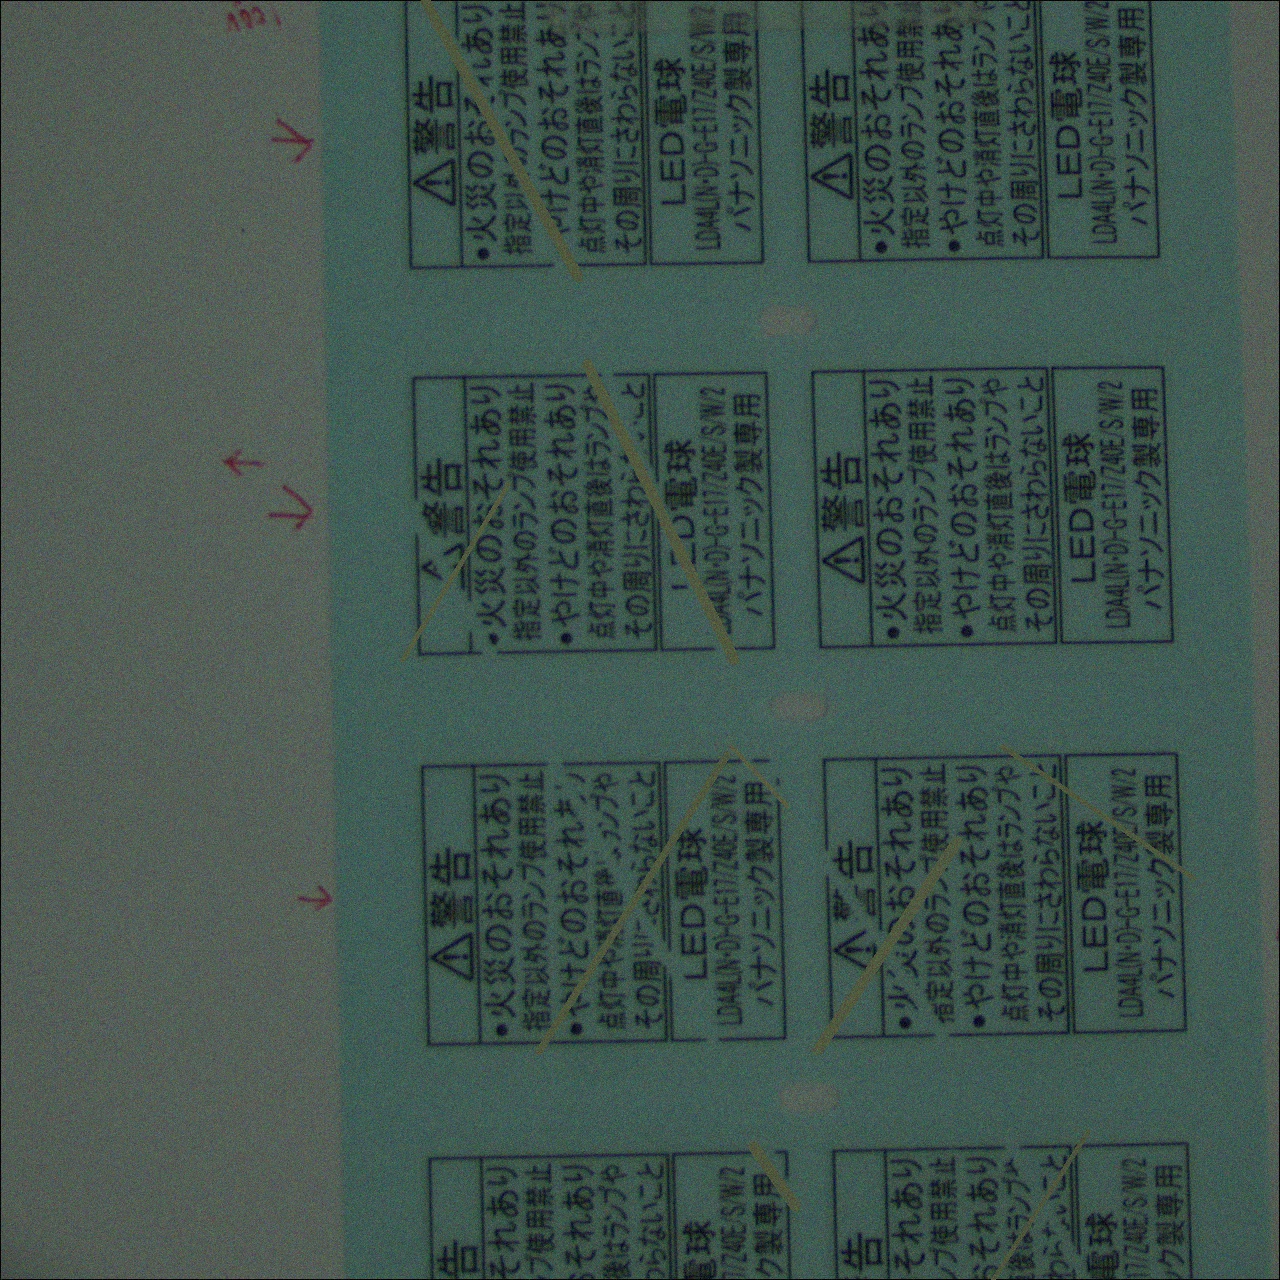 ⚠警告
•火災のおそれあり
指定以外のランプ使用禁止
•やけどのおそれあり
点灯中や消灯直後はランプや
その周りにさわらないこと
LED電球
LDA4L(N・D)-G-E17/Z40E/S/W/2
パナソニック製専用
⚠警告
•火災のおそれあり
指定以外のランプ使用禁止
•やけどのおそれあり
点灯中や消灯直後はランプや
その周りにさわらないこと
LED電球
LDA4L(N・D)-G-E17/Z40E/S/W/2
パナソニック製専用
警告
•火災のおそれあり
指定以外のランプ使用禁止
•やけどのおそれあり
点灯中や消灯直後はランプや
その周りにさわらないこと
LED電球
LDA4L(N・D)-G-E17/Z40E/S/W/2
パナソニック製専用
⚠警告
•火災のおそれあり
指定以外のランプ使用禁止
•やけどのおそれあり
点灯中や消灯直後はランプや
その周りにさわらないこと
LED電球
LDA4L(N・D)-G-E17/Z40E/S/W/2
パナソニック製専用
⚠警告
•火災のおそれあり
指定以外のランプ使用禁止
•やけどのおそれあり
点灯中や消灯直後はランプや
その周りにさわらないこと
LED電球
LDA4L(N・D)-G-E17/Z40E/S/W/2
パナソニック製専用
⚠警告
•火災のおそれあり
指定以外のランプ使用禁止
•やけどのおそれあり
点灯中や消灯直後はランプや
その周りにさわらないこと
LED電球
LDA4L(N・D)-G-E17/Z40E/S/W/2
パナソニック製専用
告
それあり
プ使用禁止
おそれあり
後はランプや
わらないこと
電球
7/Z40E/S/W/2
ク製専用
告
それあり
プ使用禁止
おそれあり
後はランプ
こと
電球
7/Z40E/S/W/2
ク製専用